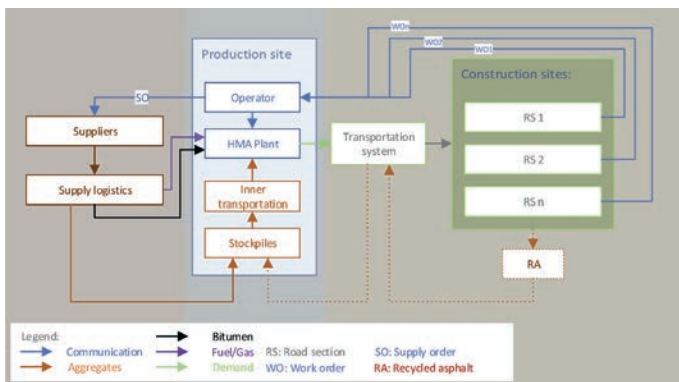 WOn
WO2
WO1
Production site
Construction sites:
SO
Operator
RS 1
Suppliers
HMA Plant
Transportation
system
RS 2
Supply logistics
Inner
transportation
RS n
Stockpiles
RA
Legend:
Bitumen
Communication
Fuel/Gas
RS: Road section
SO: Supply order
Aggregates
Demand
WO: Work order
RA: Recycled asphalt